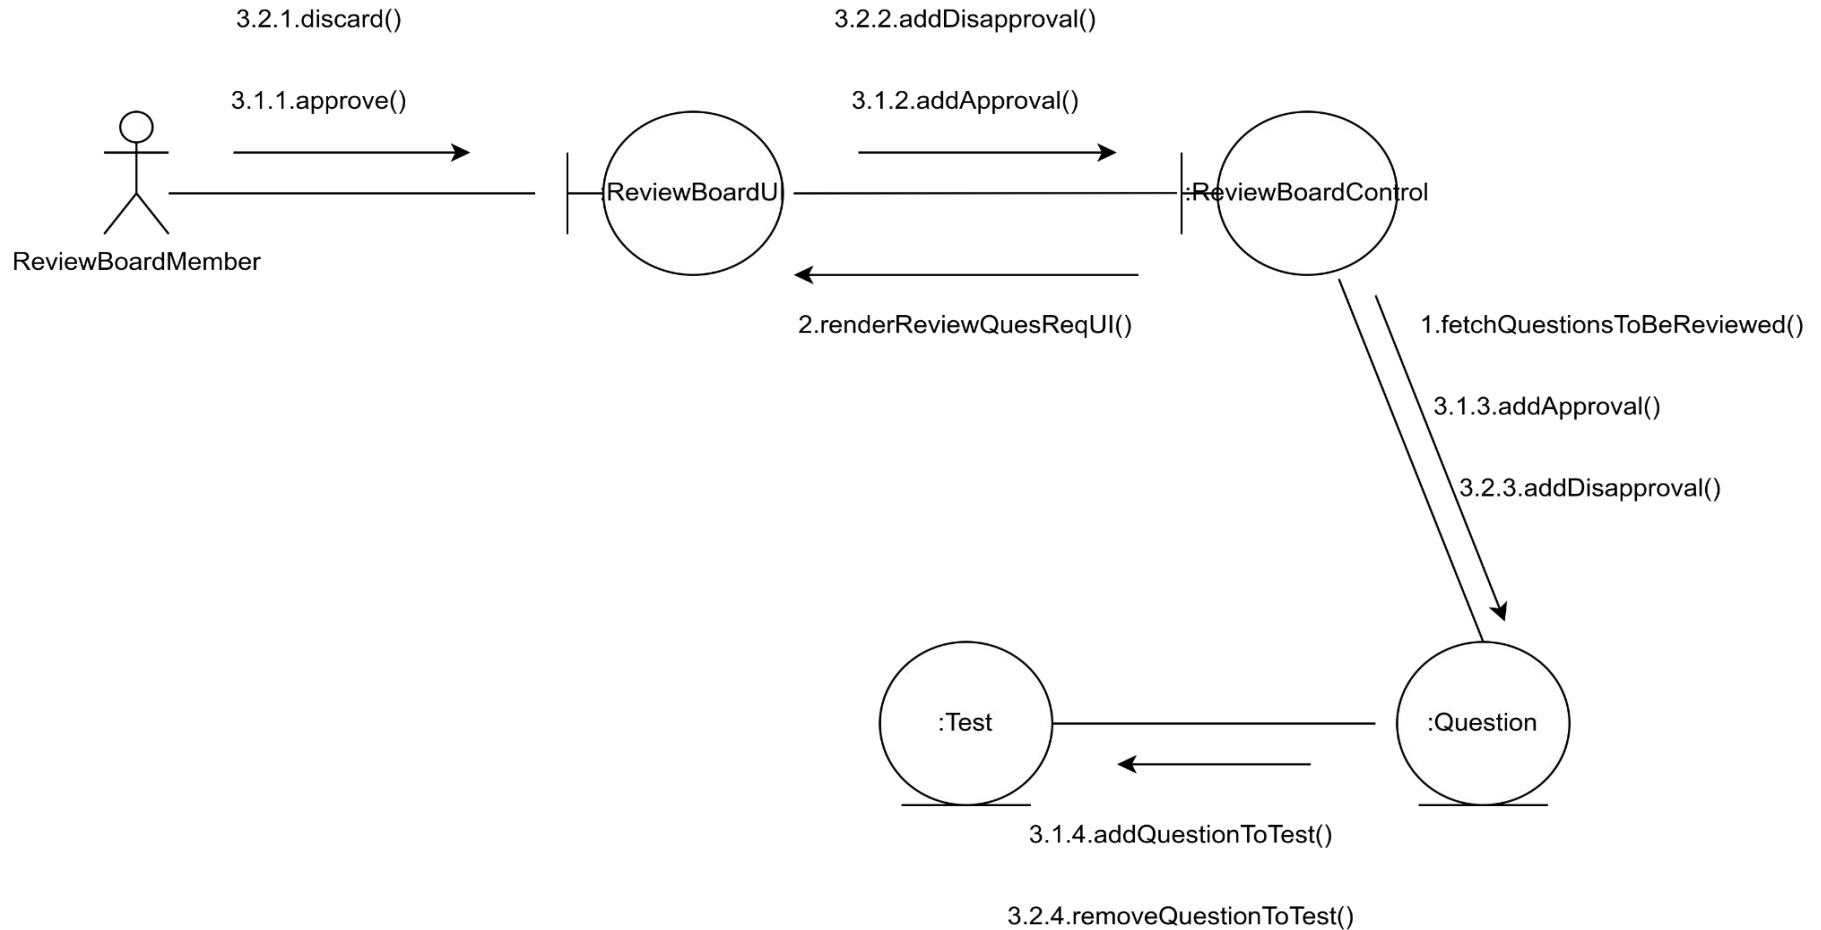 3.2.1.discard()
3.2.2.addDisapproval()
3.1.1.approve()
3.1.2.addApproval()
:ReviewBoardUI
:ReviewBoardControl
ReviewBoardMember
2.renderReviewQuesReqUI()
1.fetchQuestionsToBeReviewed()
3.1.3.addApproval()
3.2.3.addDisapproval()
:Test
:Question
3.1.4.addQuestionToTest()
3.2.4.removeQuestionToTest()